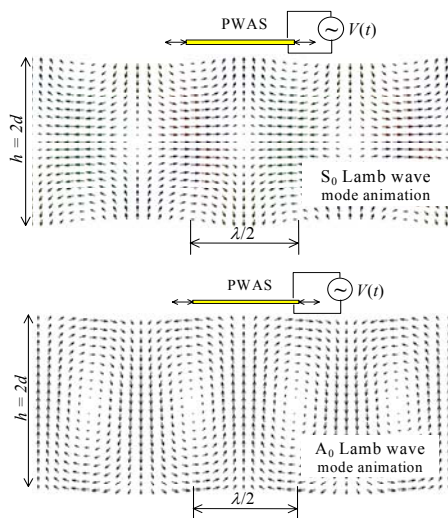 PWAS
V(t)
h = 2d
S₀ Lamb wave
mode animation
λ/2
PWAS
V(t)
h = 2d
A₀ Lamb wave
mode animation
λ/2